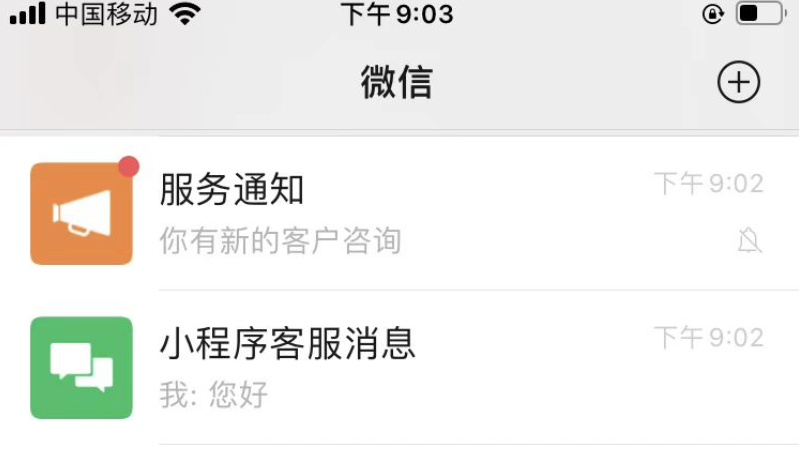 中国移动 下午9:03
微信
服务通知 下午9:02
你有新的客户咨询
小程序客服消息 下午9:02
我: 您好